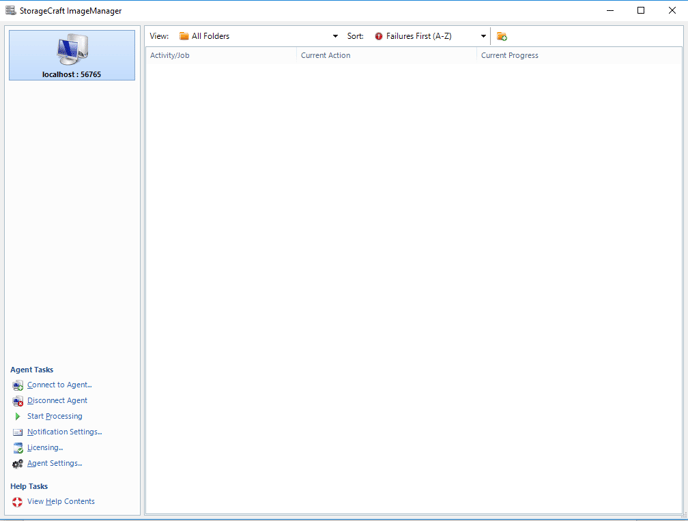 StorageCraft ImageManager
localhost : 56765
View: All Folders Sort: Failures First (A-Z)
Activity/Job Current Action Current Progress
Agent Tasks
Connect to Agent...
Disconnect Agent
Start Processing
Notification Settings...
Licensing...
Agent Settings...
Help Tasks
View Help Contents